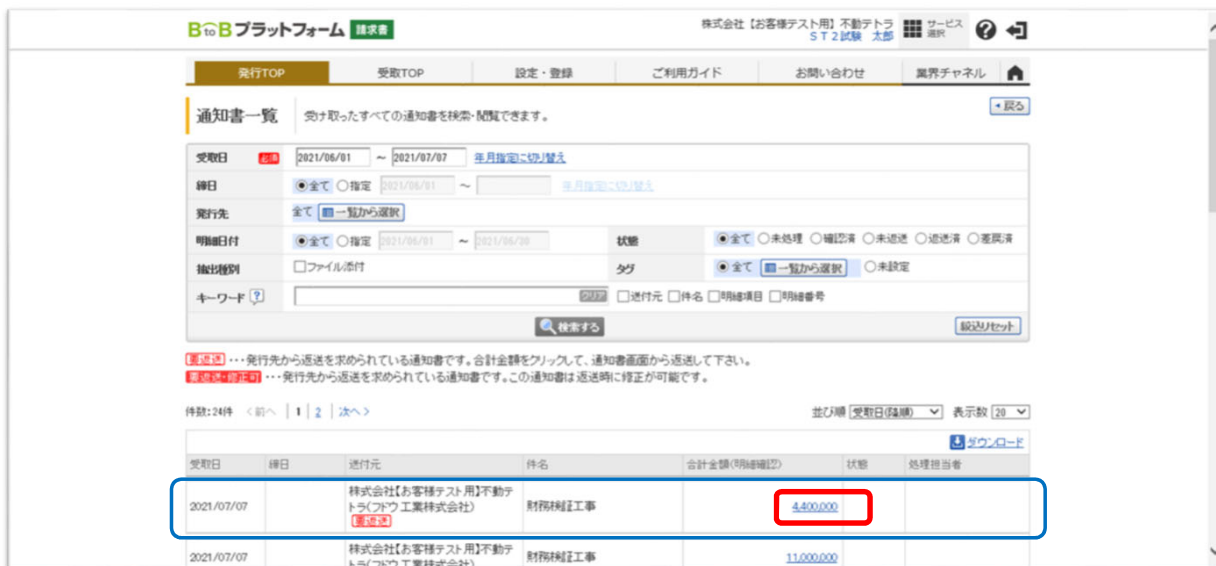 BtoBプラットフォーム 請求書
株式会社【お客様テスト用】不動テトラ
ST2試験 太郎
サービス
選択
発行TOP 受取TOP 設定・登録 ご利用ガイド お問い合わせ 業界チャネル
通知書一覧 受け取ったすべての通知書を検索・閲覧できます。 戻る
受取日 必須 2021/06/01 ～ 2021/07/07 年月指定に切り替え
締日 全て 指定 2021/06/01 ～ 年月指定に切り替え
発行先 全て 一覧から選択
明細日付 全て 指定 2021/06/01 ～ 2021/06/30 状態 全て 未処理 確認済 未返送 返送済 差戻済
抽出種別 ファイル添付 タグ 全て 一覧から選択 未設定
キーワード ? クリア 送付元 件名 明細項目 明細番号
検索する 絞込リセット
要返送 ・・・発行先から返送を求められている通知書です。合計金額をクリックして、通知書画面から返送して下さい。
要返送・修正可 ・・・発行先から返送を求められている通知書です。この通知書は返送時に修正が可能です。
件数：24件 <前へ | 1 | 2 | 次へ> 並び順 受取日(降順) 表示数 20
ダウンロード
受取日 締日 送付元 件名 合計金額(明細確認) 状態 処理担当者
2021/07/07 株式会社【お客様テスト用】不動テトラ(フドウ工業株式会社) 要返送 財務検証工事 4,400,000
2021/07/07 株式会社【お客様テスト用】不動テトラ(フドウ工業株式会社) 財務検証工事 11,000,000